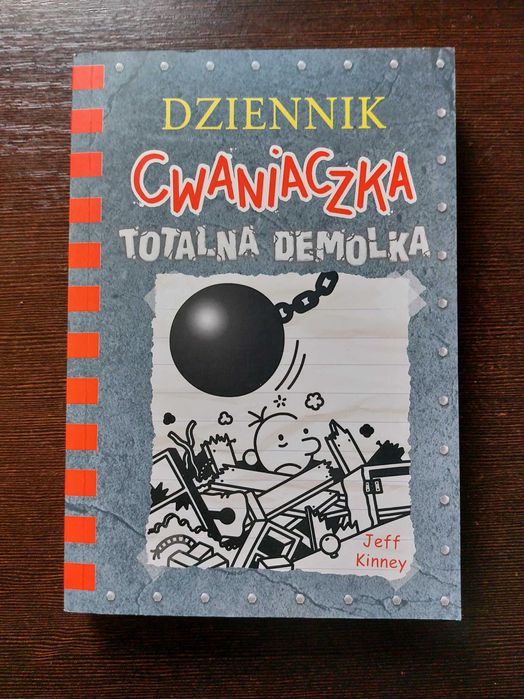 DZIENNIK
CWANIACZKA
TOTALNA DEMOLKA
Jeff
Kinney